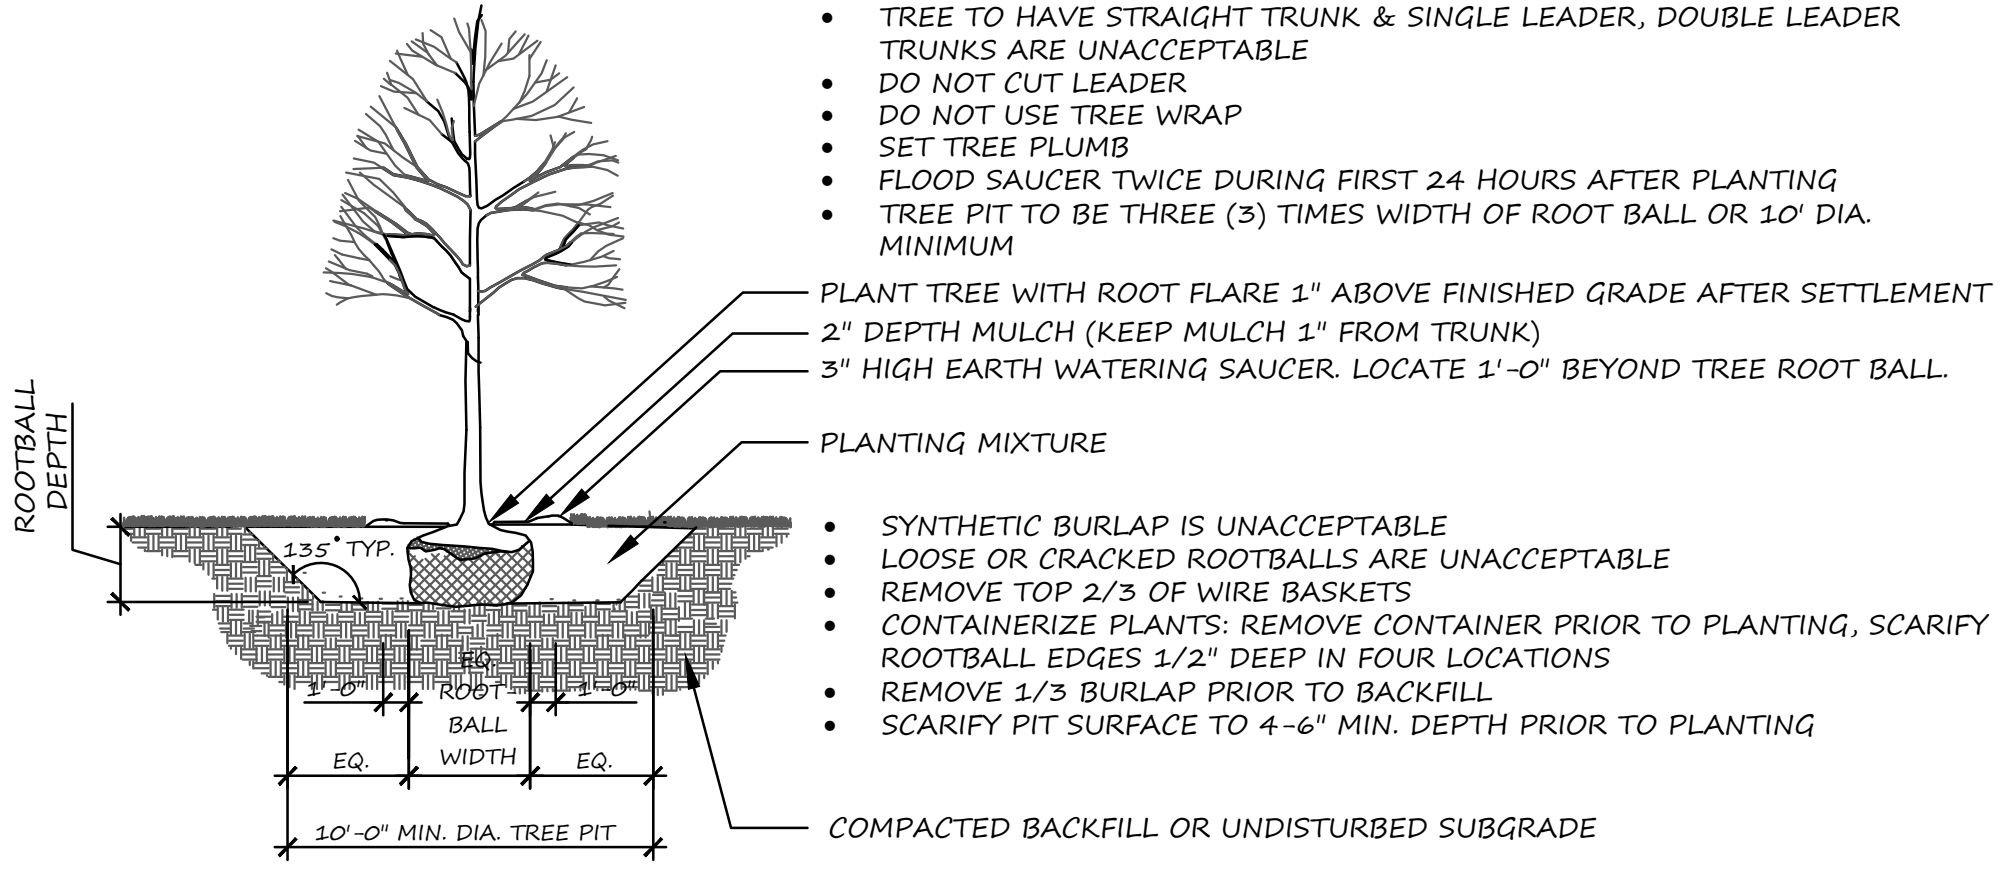 • TREE TO HAVE STRAIGHT TRUNK & SINGLE LEADER, DOUBLE LEADER
TRUNKS ARE UNACCEPTABLE
• DO NOT CUT LEADER
• DO NOT USE TREE WRAP
• SET TREE PLUMB
• FLOOD SAUCER TWICE DURING FIRST 24 HOURS AFTER PLANTING
• TREE PIT TO BE THREE (3) TIMES WIDTH OF ROOT BALL OR 10' DIA.
MINIMUM
PLANT TREE WITH ROOT FLARE 1" ABOVE FINISHED GRADE AFTER SETTLEMENT
2" DEPTH MULCH (KEEP MULCH 1" FROM TRUNK)
3" HIGH EARTH WATERING SAUCER. LOCATE 1'-0" BEYOND TREE ROOT BALL.
PLANTING MIXTURE
ROOTBALL
DEPTH
135° TYP.
• SYNTHETIC BURLAP IS UNACCEPTABLE
• LOOSE OR CRACKED ROOTBALLS ARE UNACCEPTABLE
• REMOVE TOP 2/3 OF WIRE BASKETS
• CONTAINERIZE PLANTS: REMOVE CONTAINER PRIOR TO PLANTING, SCARIFY
ROOTBALL EDGES 1/2" DEEP IN FOUR LOCATIONS
• REMOVE 1/3 BURLAP PRIOR TO BACKFILL
• SCARIFY PIT SURFACE TO 4-6" MIN. DEPTH PRIOR TO PLANTING
EQ.
1'-0" ROOT- 1'-0"
BALL
WIDTH
EQ. EQ.
10'-0" MIN. DIA. TREE PIT
COMPACTED BACKFILL OR UNDISTURBED SUBGRADE